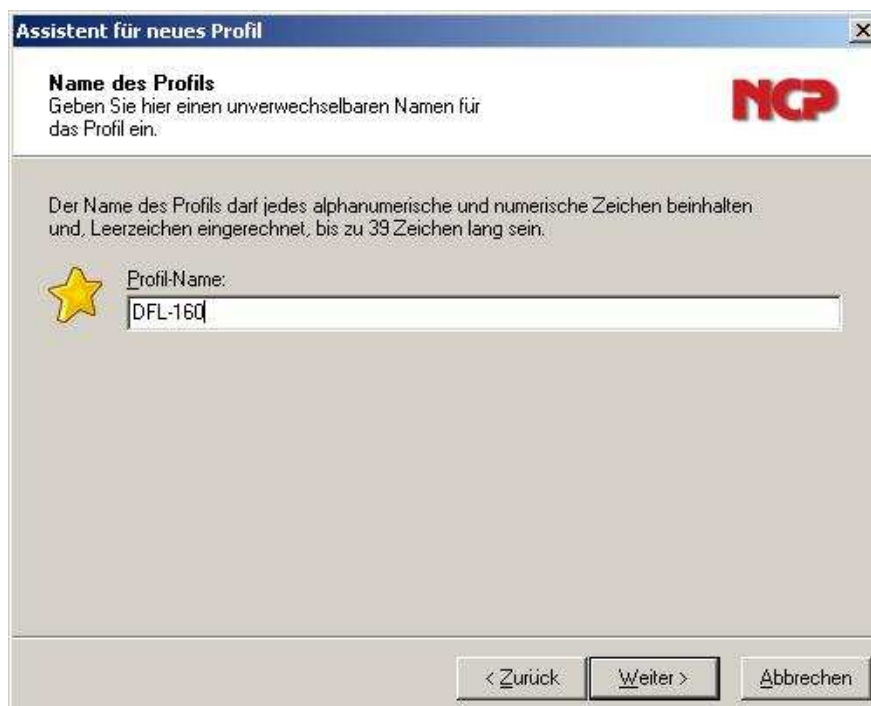 Assistent für neues Profil
Name des Profils
Geben Sie hier einen unverwechselbaren Namen für
das Profil ein.
NCP
Der Name des Profils darf jedes alphanumerische und numerische Zeichen beinhalten
und, Leerzeichen eingerechnet, bis zu 39 Zeichen lang sein.
Profil-Name:
DFL-160
< Zurück Weiter > Abbrechen